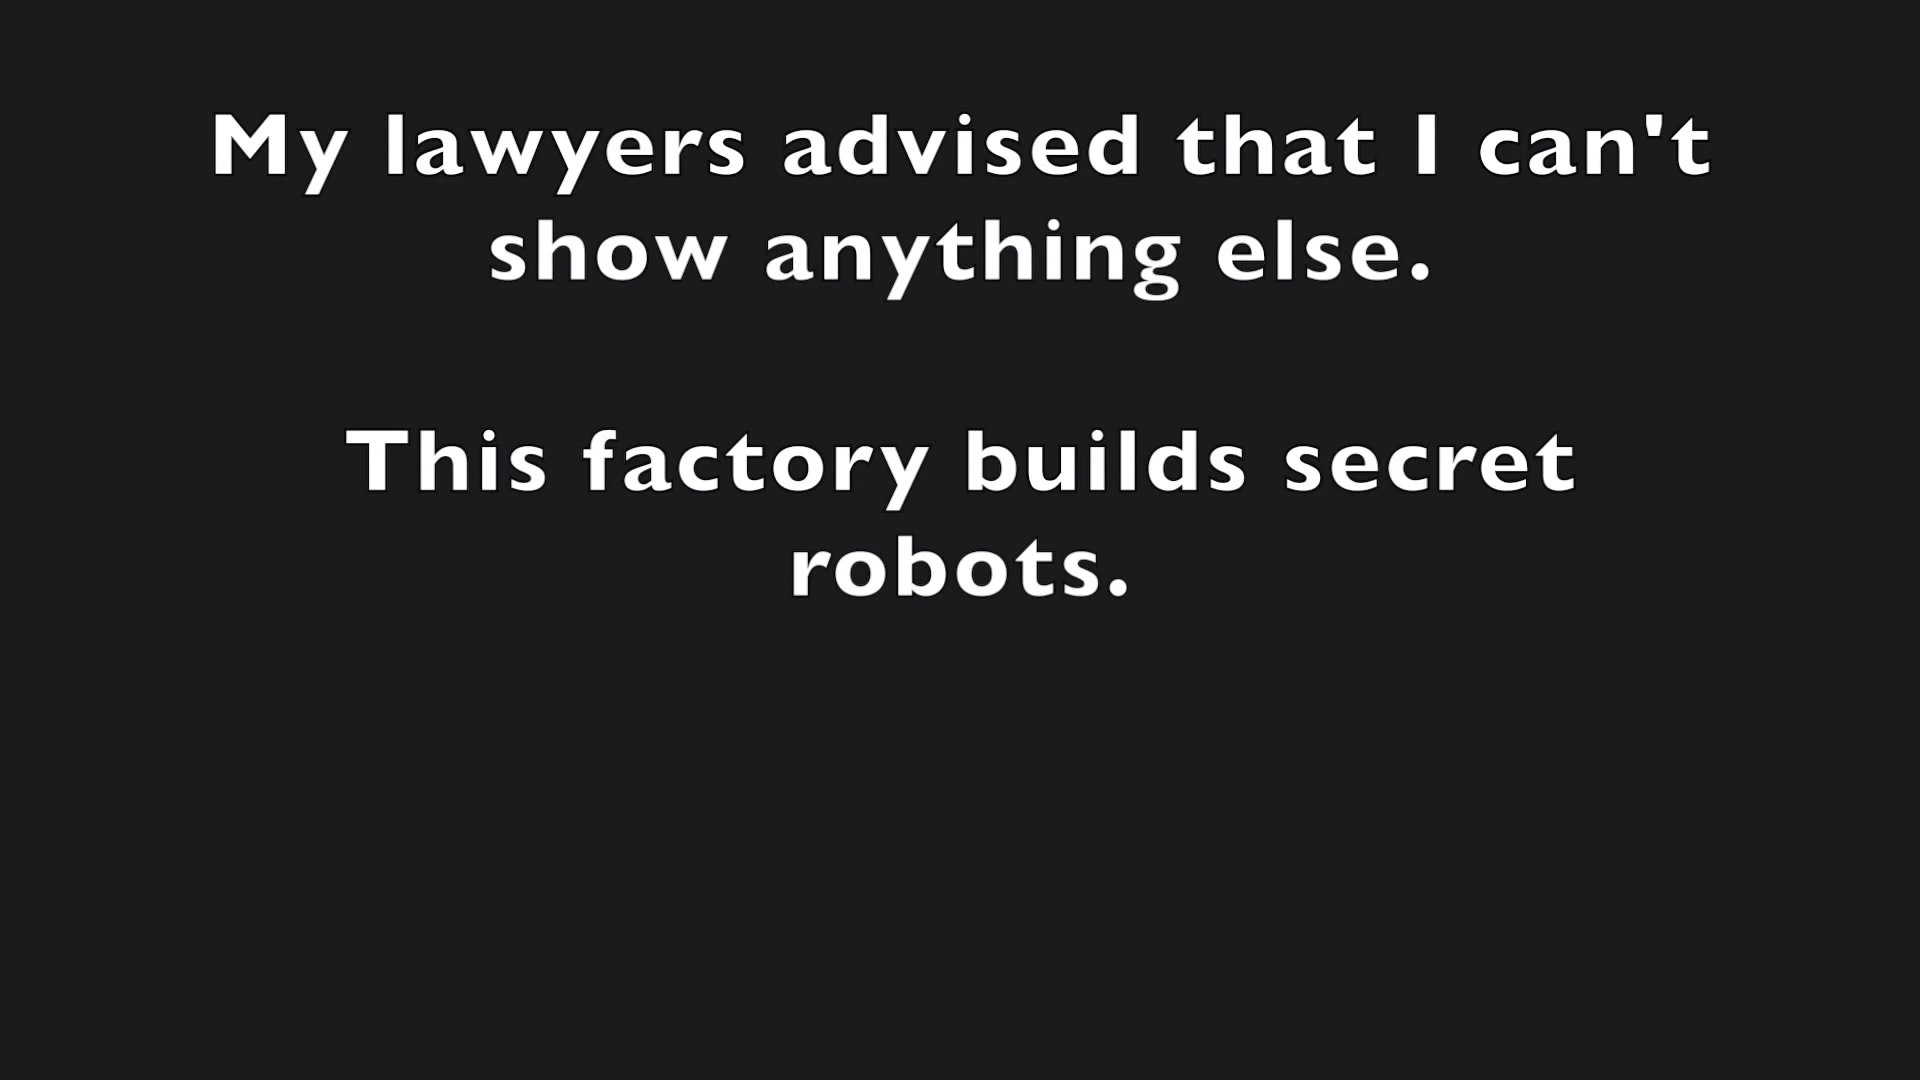 My lawyers advised that I can't
show anything else.
This factory builds secret
robots.